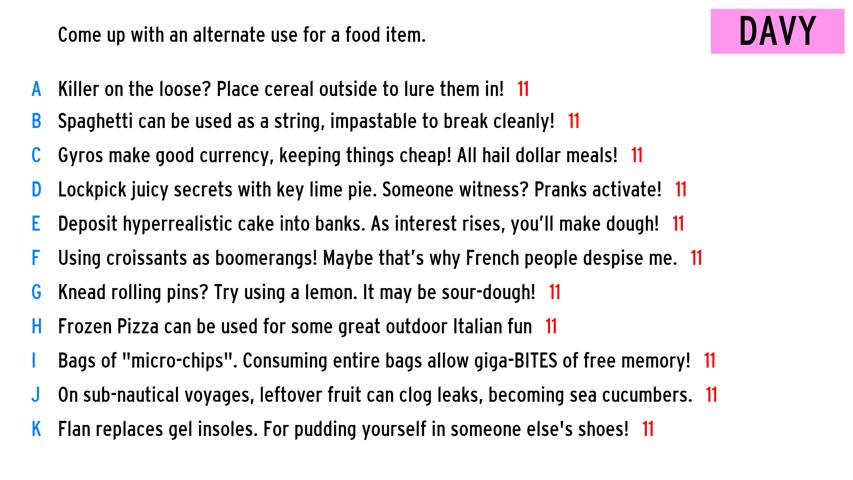 DAVY
Come up with an alternate use for a food item.
A Killer on the loose? Place cereal outside to lure them in! 11
B Spaghetti can be used as a string, impastable to break cleanly! 11
C Gyros make good currency, keeping things cheap! All hail dollar meals! 11
D Lockpick juicy secrets with key lime pie. Someone witness? Pranks activate! 11
E Deposit hyperrealistic cake into banks. As interest rises, you'll make dough! 11
F Using croissants as boomerangs! Maybe that's why French people despise me. 11
G Knead rolling pins? Try using a lemon. It may be sour-dough! 11
H Frozen Pizza can be used for some great outdoor Italian fun 11
I Bags of "micro-chips". Consuming entire bags allow giga-BITES of free memory! 11
J On sub-nautical voyages, leftover fruit can clog leaks, becoming sea cucumbers. 11
K Flan replaces gel insoles. For pudding yourself in someone else's shoes! 11